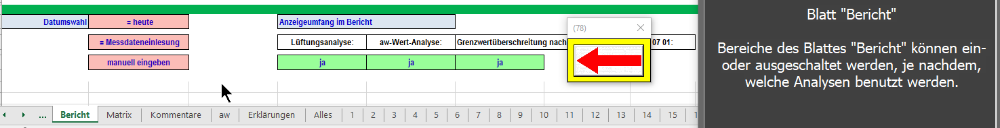 Datumswahl
= heute
Anzeigeumfang im Bericht
= Messdateneinlesung
Lüftungsanalyse:
aw-Wert-Analyse:
Grenzwertüberschreitung nach
07 01:
manuell eingeben
ja
ja
ja
(78)
...
Bericht
Matrix
Kommentare
aw
Erklärungen
Alles
1
2
3
4
5
6
7
8
9
10
11
12
13
14
15
1
Blatt "Bericht"
Bereiche des Blattes "Bericht" können ein-
oder ausgeschaltet werden, je nachdem,
welche Analysen benutzt werden.